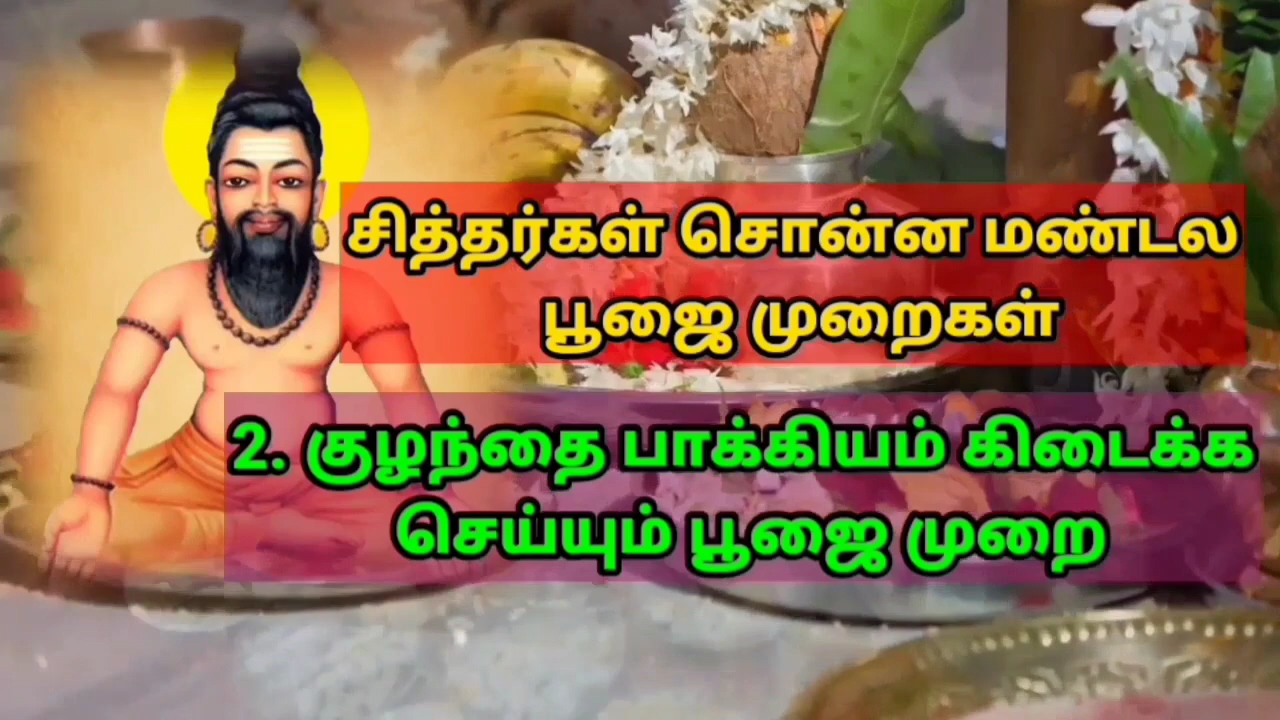 சித்தர்கள் சொன்ன மண்டல
பூஜை முறைகள்
2. குழந்தை பாக்கியம் கிடைக்க
செய்யும் பூஜை முறை